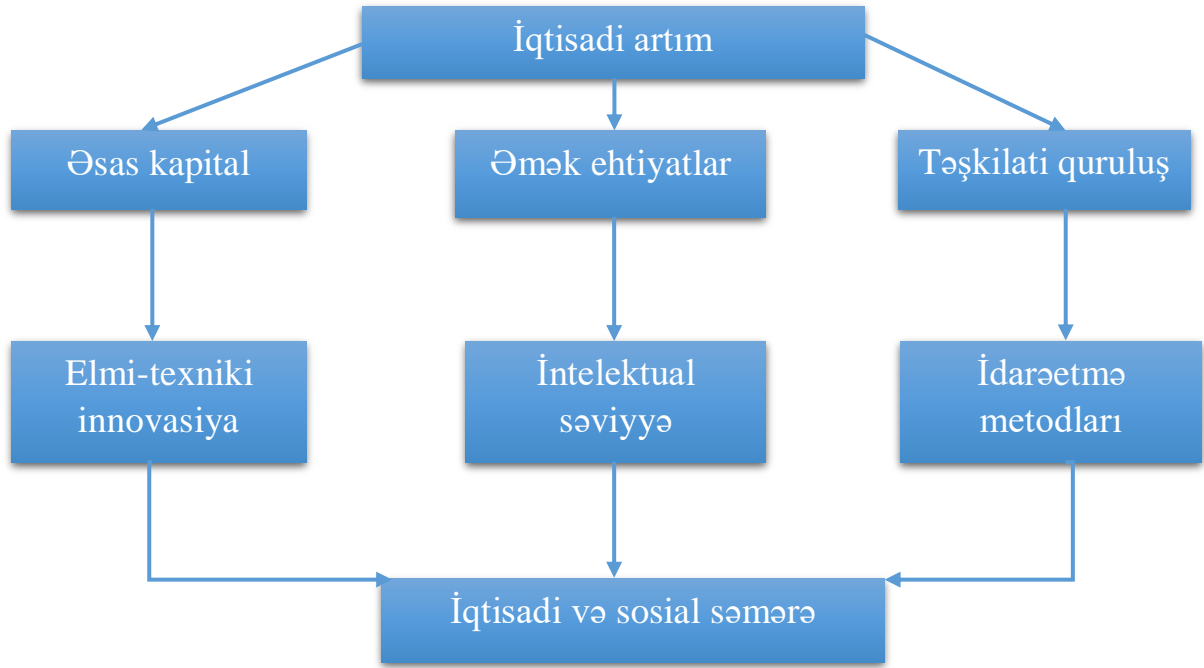 İqtisadi artım
Əsas kapital
Əmək ehtiyatlar
Təşkilati quruluş
Elmi-texniki
innovasiya
İntelektual
səviyyə
İdarəetmə
metodları
İqtisadi və sosial səmərə